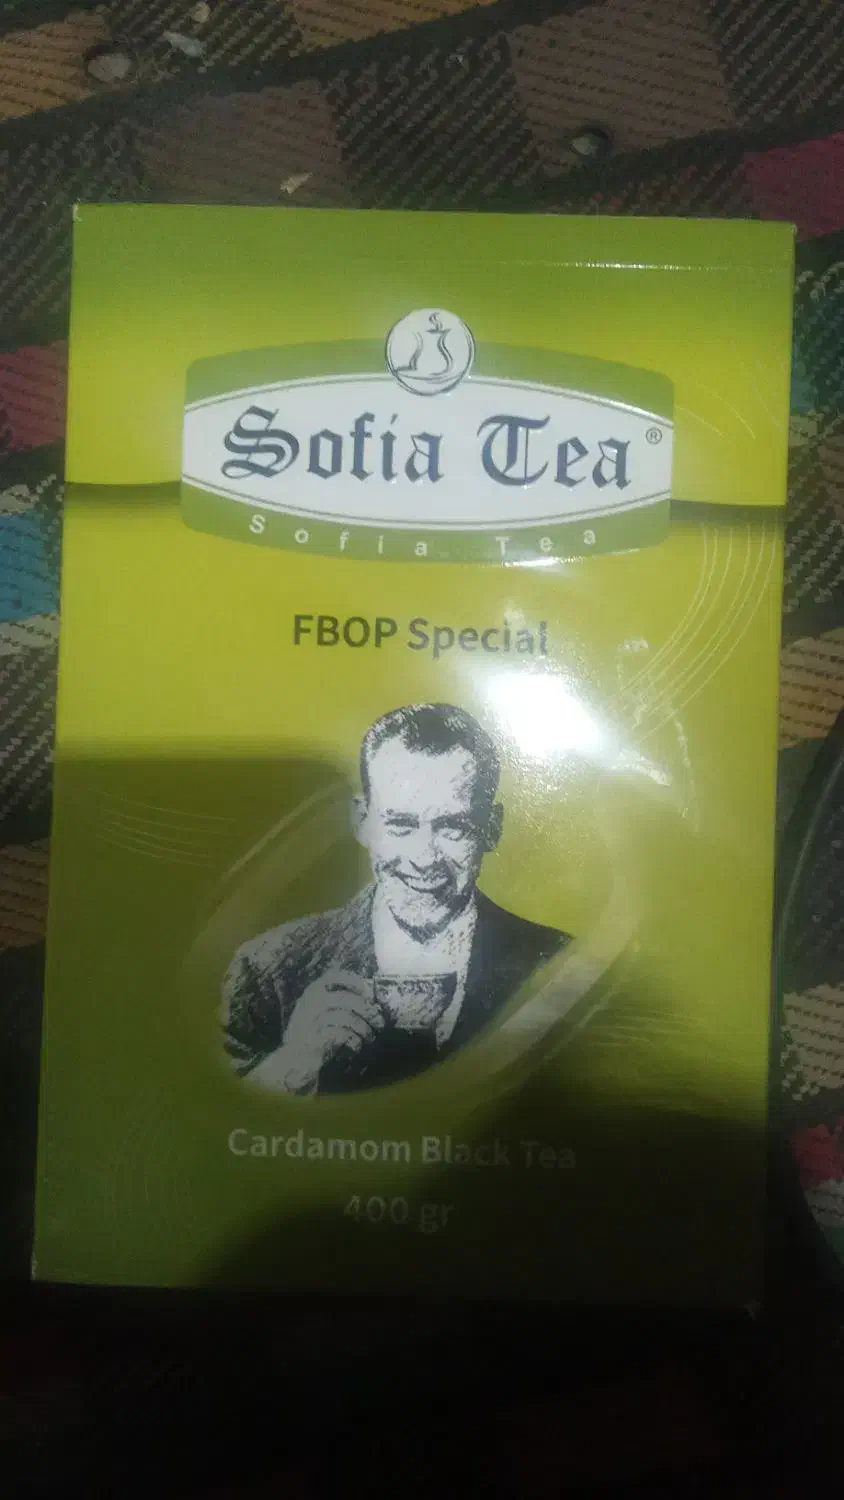 Sofia Tea ®
Sofia Tea
FBOP Special
Cardamom Black Tea
400 gr